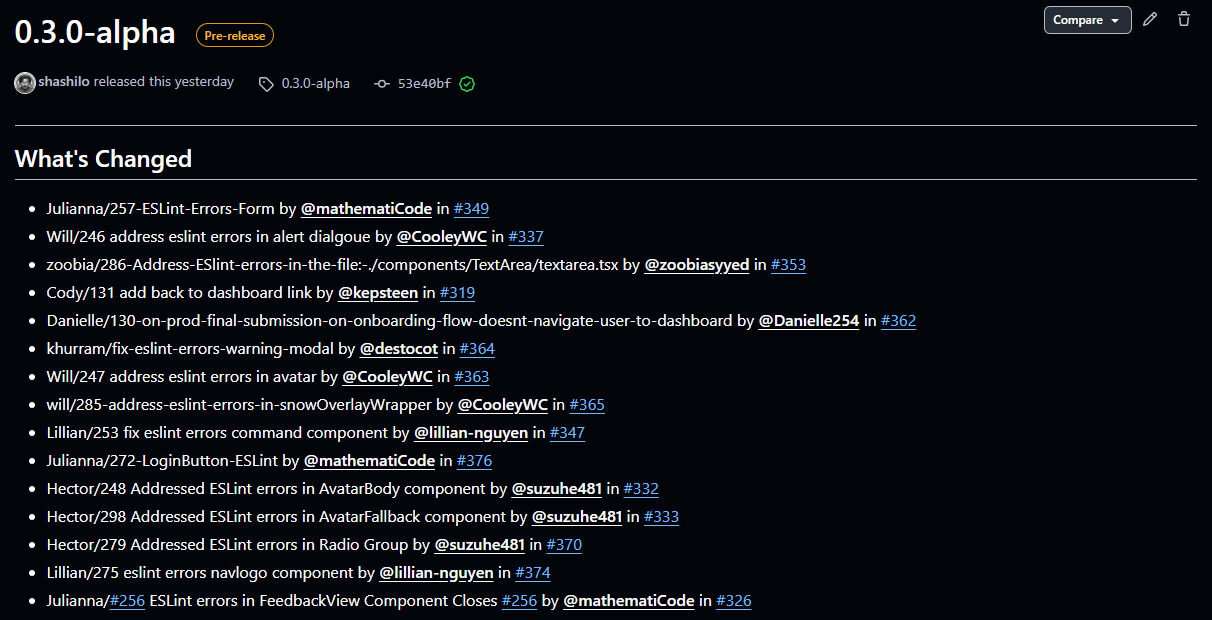 0.3.0-alpha Pre-release Compare
shashilo released this yesterday 0.3.0-alpha 53e40bf
What's Changed
Julianna/257-ESLint-Errors-Form by @mathematiCode in #349
Will/246 address eslint errors in alert dialgoue by @CooleyWC in #337
zoobia/286-Address-ESlint-errors-in-the-file:-./components/TextArea/textarea.tsx by @zoobiasyyed in #353
Cody/131 add back to dashboard link by @kepsteen in #319
Danielle/130-on-prod-final-submission-on-onboarding-flow-doesnt-navigate-user-to-dashboard by @Danielle254 in #362
khurram/fix-eslint-errors-warning-modal by @destocot in #364
Will/247 address eslint errors in avatar by @CooleyWC in #363
will/285-address-eslint-errors-in-snowOverlayWrapper by @CooleyWC in #365
Lillian/253 fix eslint errors command component by @lillian-nguyen in #347
Julianna/272-LoginButton-ESLint by @mathematiCode in #376
Hector/248 Addressed ESLint errors in AvatarBody component by @suzuhe481 in #332
Hector/298 Addressed ESLint errors in AvatarFallback component by @suzuhe481 in #333
Hector/279 Addressed ESLint errors in Radio Group by @suzuhe481 in #370
Lillian/275 eslint errors navlogo component by @lillian-nguyen in #374
Julianna/#256 ESLint errors in FeedbackView Component Closes #256 by @mathematiCode in #326